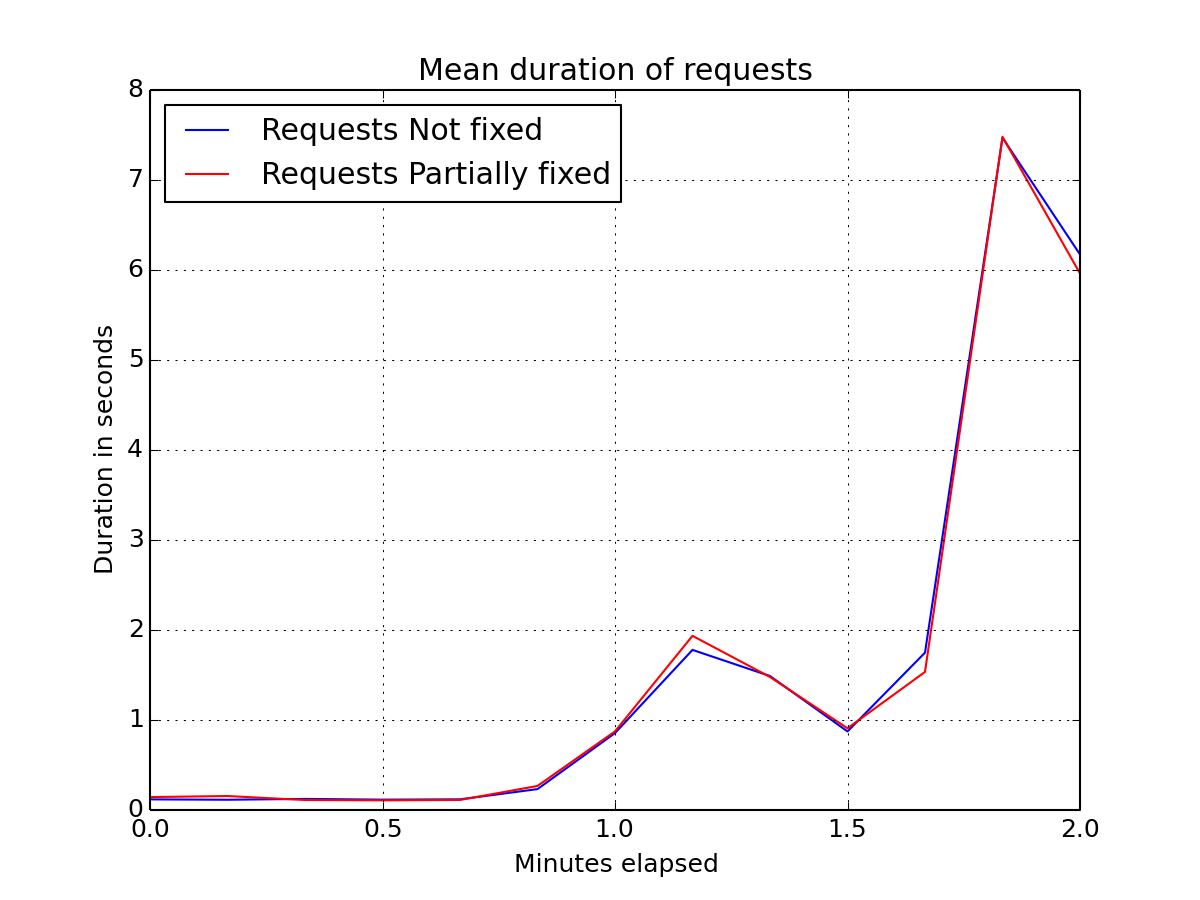 Mean duration of requests
Requests Not fixed
Requests Partially fixed
8
7
6
5
4
3
2
1
0
Duration in seconds
0.0 0.5 1.0 1.5 2.0
Minutes elapsed